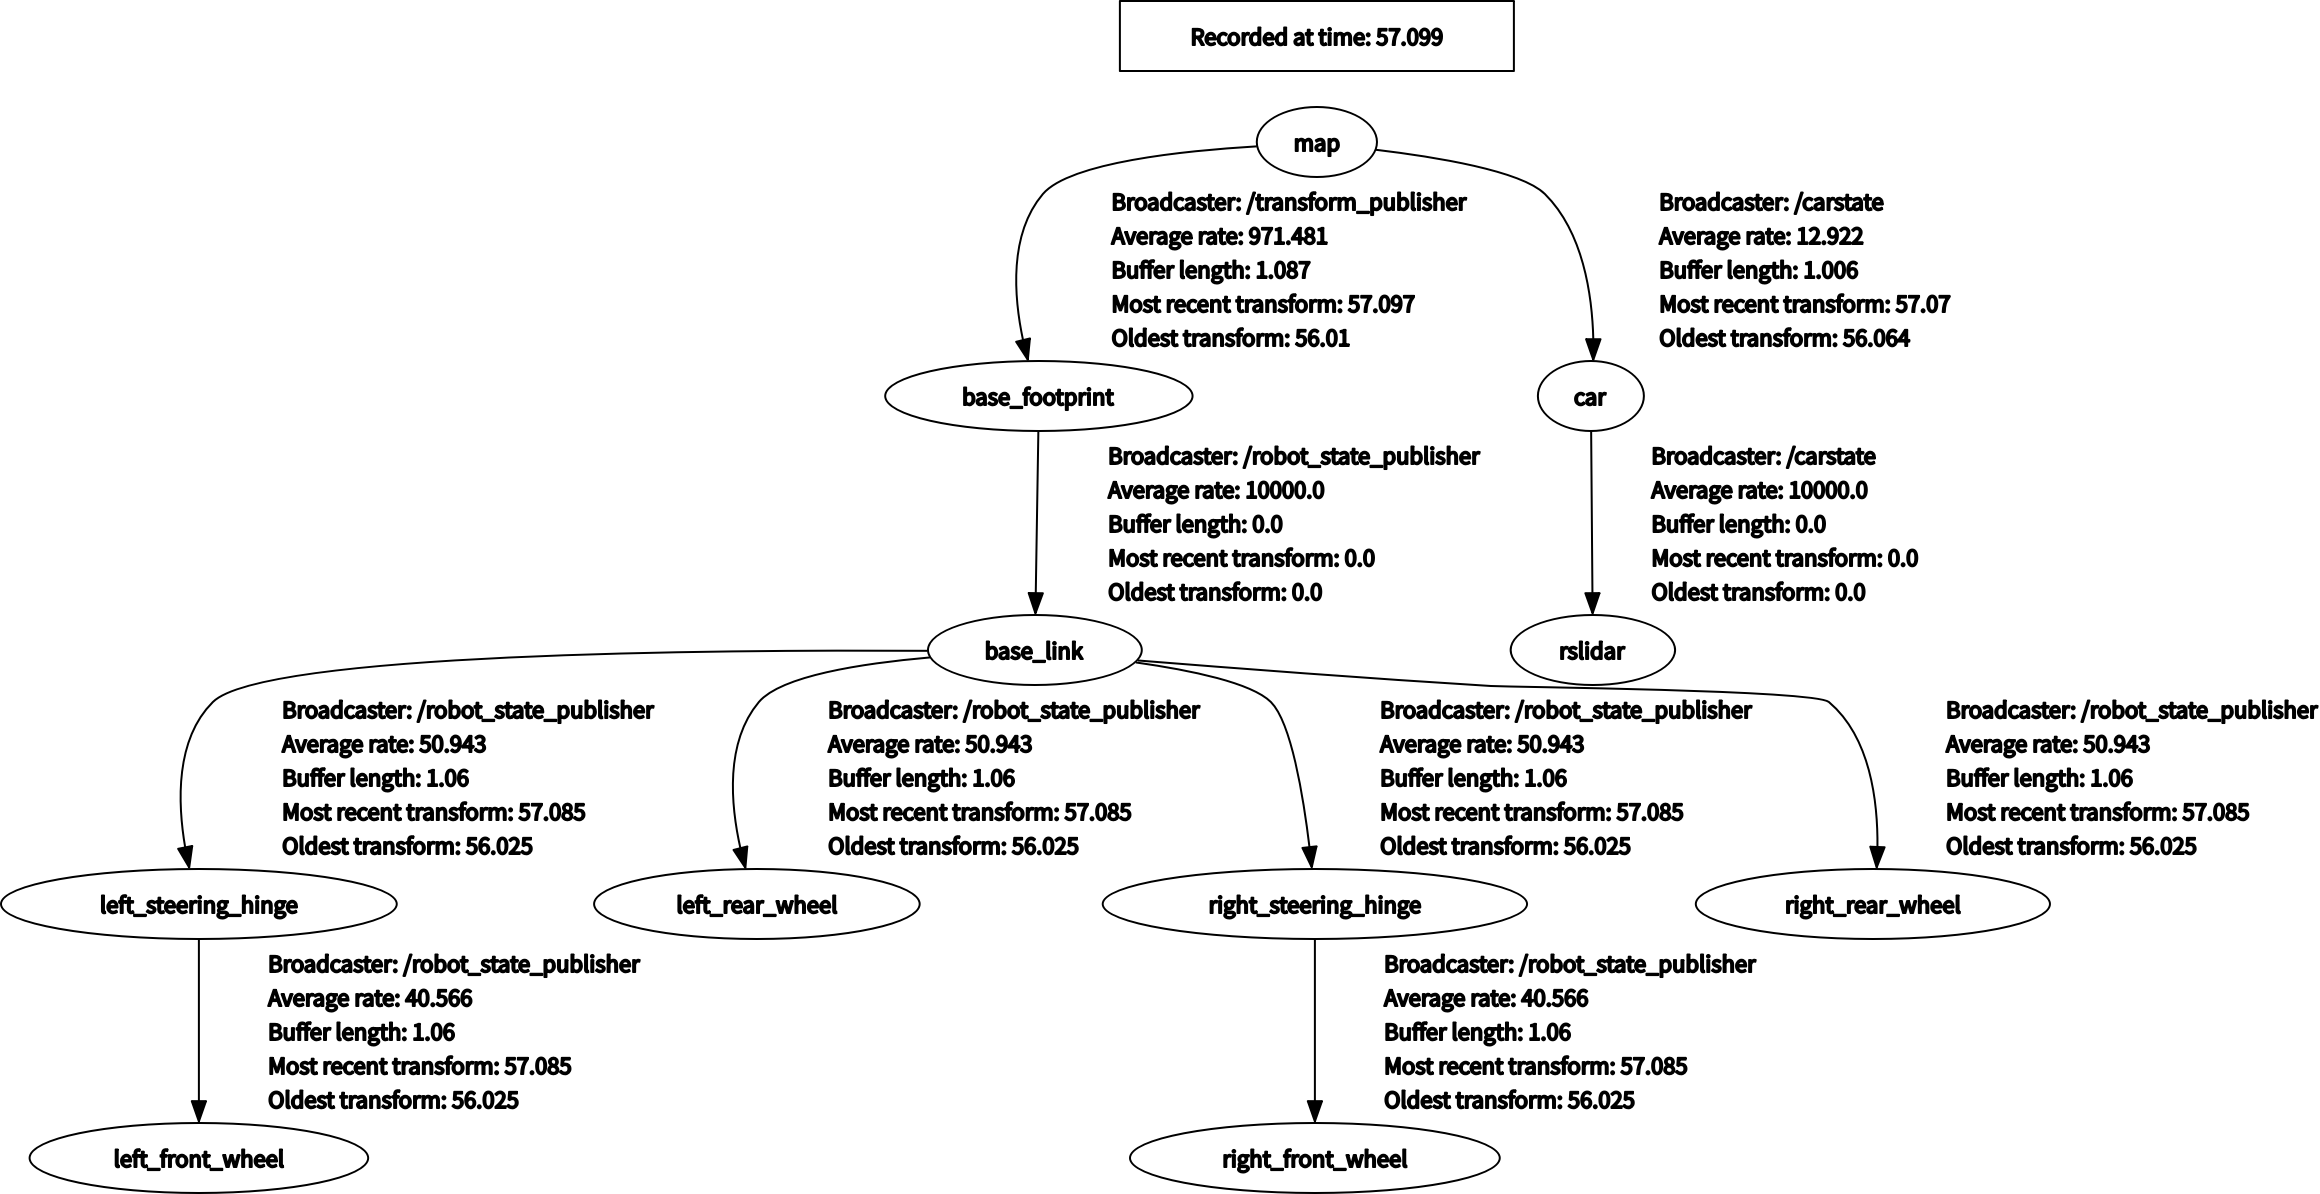 Recorded at time: 57.099
map
Broadcaster: /transform_publisher
Average rate: 971.481
Buffer length: 1.087
Most recent transform: 57.097
Oldest transform: 56.01
Broadcaster: /carstate
Average rate: 12.922
Buffer length: 1.006
Most recent transform: 57.07
Oldest transform: 56.064
base_footprint
car
Broadcaster: /robot_state_publisher
Average rate: 10000.0
Buffer length: 0.0
Most recent transform: 0.0
Oldest transform: 0.0
Broadcaster: /carstate
Average rate: 10000.0
Buffer length: 0.0
Most recent transform: 0.0
Oldest transform: 0.0
base_link
rslidar
Broadcaster: /robot_state_publisher
Average rate: 50.943
Buffer length: 1.06
Most recent transform: 57.085
Oldest transform: 56.025
Broadcaster: /robot_state_publisher
Average rate: 50.943
Buffer length: 1.06
Most recent transform: 57.085
Oldest transform: 56.025
Broadcaster: /robot_state_publisher
Average rate: 50.943
Buffer length: 1.06
Most recent transform: 57.085
Oldest transform: 56.025
Broadcaster: /robot_state_publisher
Average rate: 50.943
Buffer length: 1.06
Most recent transform: 57.085
Oldest transform: 56.025
left_steering_hinge
left_rear_wheel
right_steering_hinge
right_rear_wheel
Broadcaster: /robot_state_publisher
Average rate: 40.566
Buffer length: 1.06
Most recent transform: 57.085
Oldest transform: 56.025
Broadcaster: /robot_state_publisher
Average rate: 40.566
Buffer length: 1.06
Most recent transform: 57.085
Oldest transform: 56.025
left_front_wheel
right_front_wheel